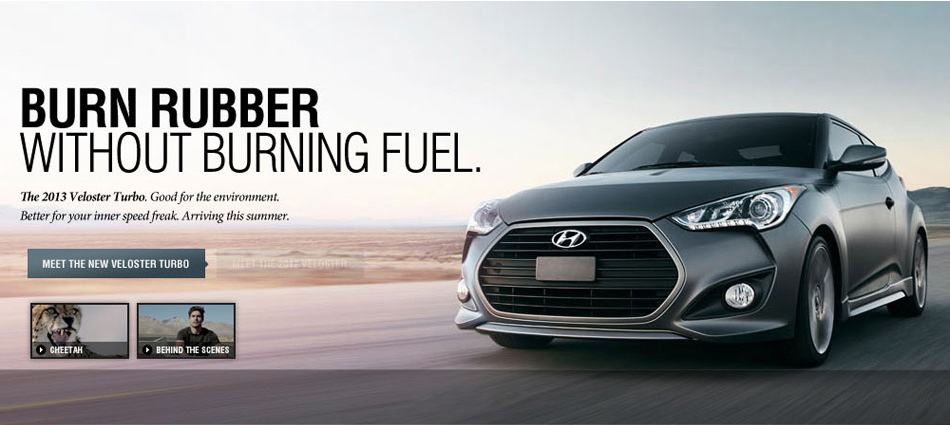 BURN RUBBER
WITHOUT BURNING FUEL.
The 2013 Veloster Turbo. Good for the environment.
Better for your inner speed freak. Arriving this summer.
MEET THE NEW VELOSTER TURBO
CHEETAH
BEHIND THE SCENES